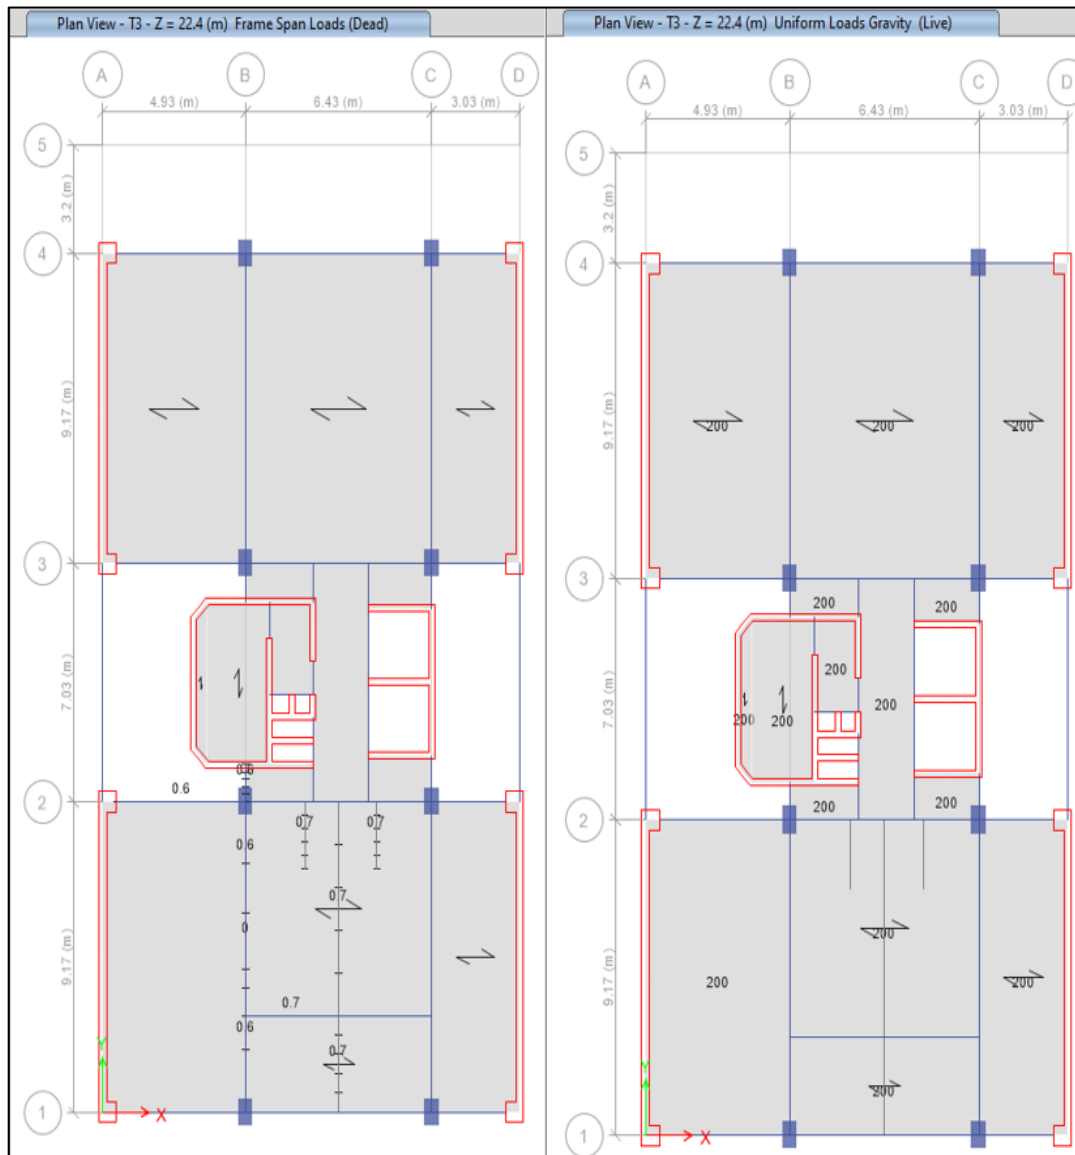 Plan View - T3 - Z = 22.4 (m) Frame Span Loads (Dead)
A
B
C
D
4.93 (m)
6.43 (m)
3.03 (m)
5
3.2 (m)
4
9.17 (m)
3
7.03 (m)
0.6
2
0.7
0.7
0.6
0.7
0
9.17 (m)
0.7
0.6
0.7
Y
1
X
Plan View - T3 - Z = 22.4 (m) Uniform Loads Gravity (Live)
A
B
C
D
4.93 (m)
6.43 (m)
3.03 (m)
5
3.2 (m)
4
200
200
200
9.17 (m)
3
200
200
200
7.03 (m)
200
200
200
200
200
2
200
9.17 (m)
200
200
200
Y
1
X